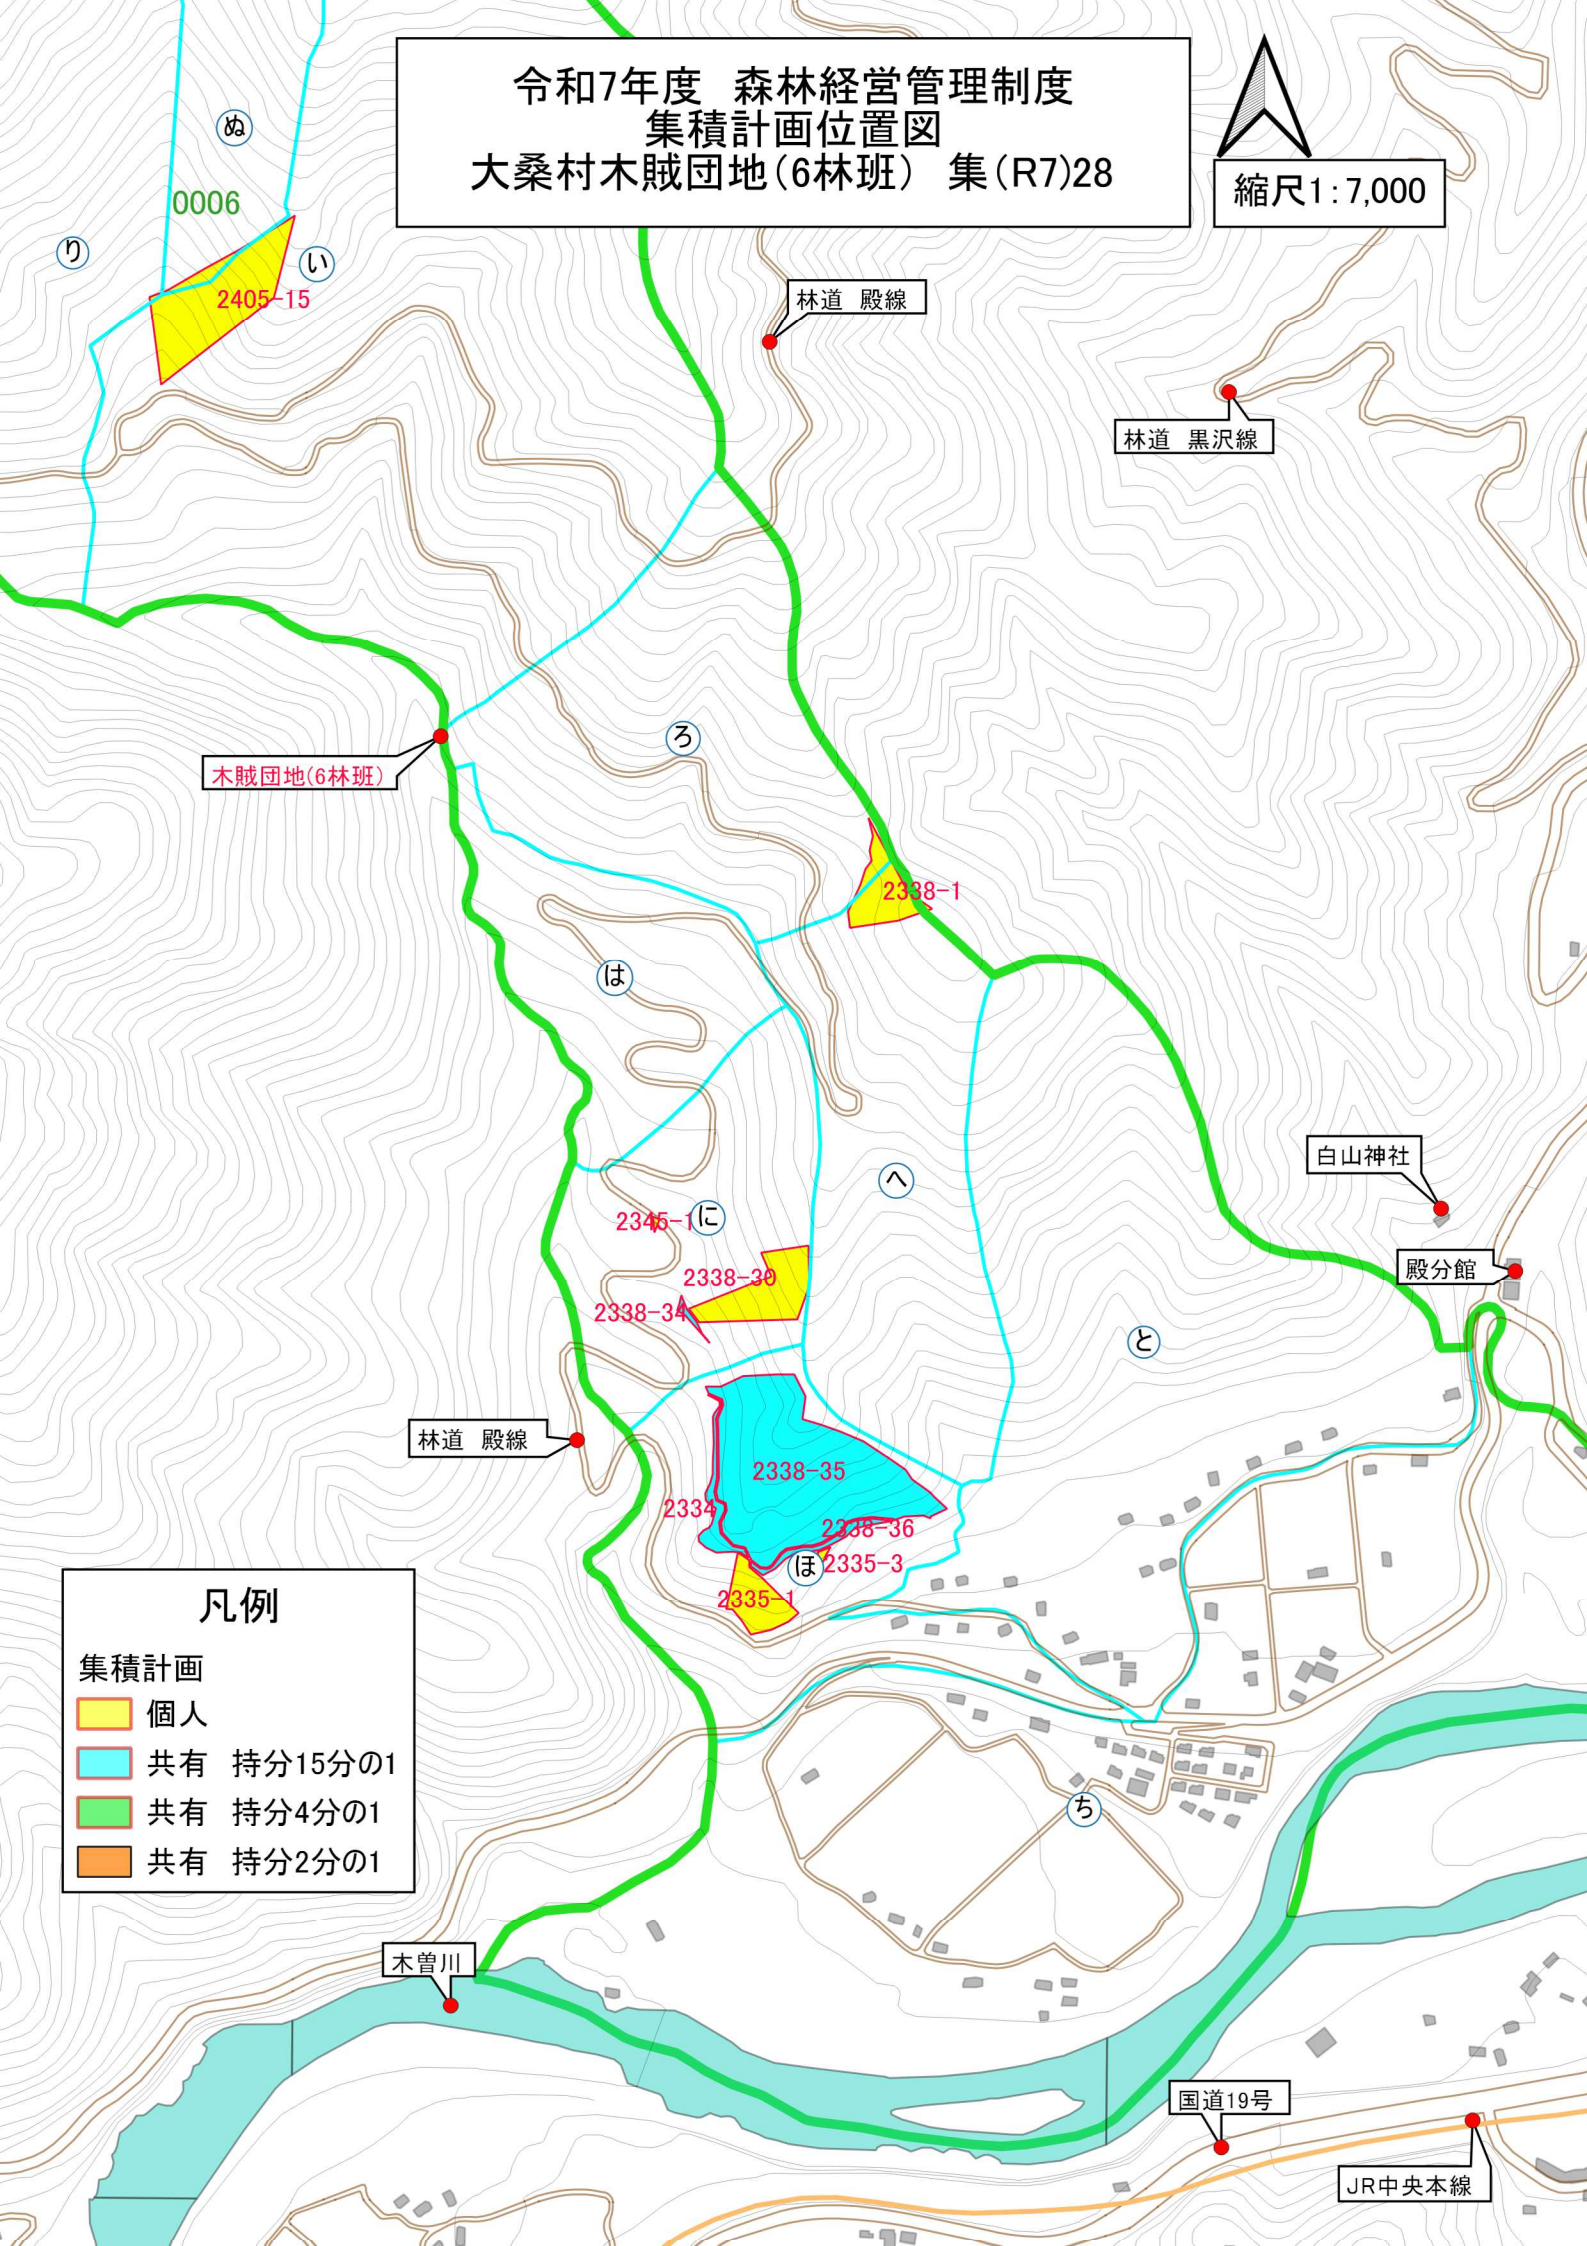 令和7年度　森林経営管理制度
集積計画位置図
大桑村木賊団地（6林班）　集（R7）28
縮尺1：7,000
ぬ
0006
り
い
2405-15
林道　殿線
林道　黒沢線
ろ
木賊団地(6林班)
2338-1
は
白山神社
へ
に
2345-1
殿分館
2338-30
2338-34
と
林道　殿線
2338-35
2334
2338-36
ほ
2335-3
2335-1
凡例
集積計画
個人
共有　持分15分の1
共有　持分4分の1
共有　持分2分の1
ち
木曽川
国道19号
JR中央本線